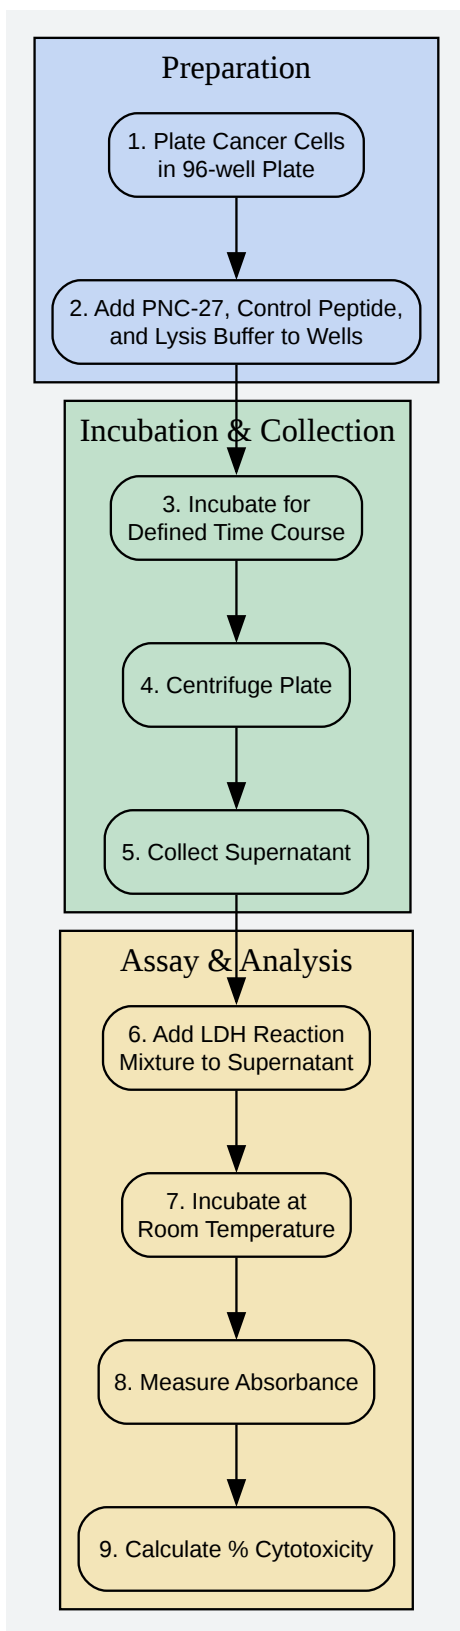 Preparation
1. Plate Cancer Cells
in 96-well Plate
2. Add PNC-27, Control Peptide,
and Lysis Buffer to Wells
Incubation & Collection
3. Incubate for
Defined Time Course
4. Centrifuge Plate
5. Collect Supernatant
Assay & Analysis
6. Add LDH Reaction
Mixture to Supernatant
7. Incubate at
Room Temperature
8. Measure Absorbance
9. Calculate % Cytotoxicity